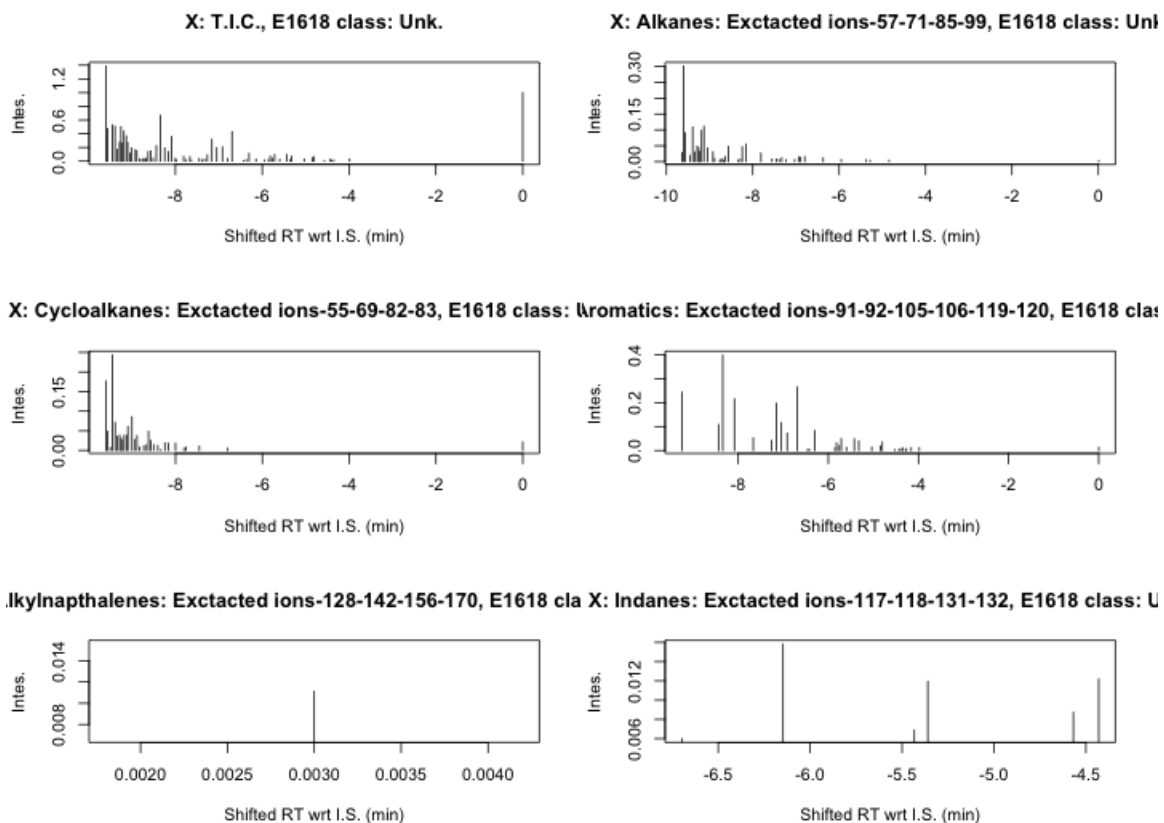 X: T.I.C., E1618 class: Unk.
Intes.
0.0 0.6 1.2
-8 -6 -4 -2 0
Shifted RT wrt I.S. (min)
X: Alkanes: Exctacted ions-57-71-85-99, E1618 class: Unk
Intes.
0.00 0.15 0.30
-10 -8 -6 -4 -2 0
Shifted RT wrt I.S. (min)
X: Cycloalkanes: Exctacted ions-55-69-82-83, E1618 class: U
Intes.
0.00 0.15
-8 -6 -4 -2 0
Shifted RT wrt I.S. (min)
Aromatics: Exctacted ions-91-92-105-106-119-120, E1618 clas
Intes.
0.0 0.2 0.4
-8 -6 -4 -2 0
Shifted RT wrt I.S. (min)
lkylnapthalenes: Exctacted ions-128-142-156-170, E1618 cla
Intes.
0.008 0.014
0.0020 0.0025 0.0030 0.0035 0.0040
Shifted RT wrt I.S. (min)
X: Indanes: Exctacted ions-117-118-131-132, E1618 class: U
Intes.
0.006 0.012
-6.5 -6.0 -5.5 -5.0 -4.5
Shifted RT wrt I.S. (min)